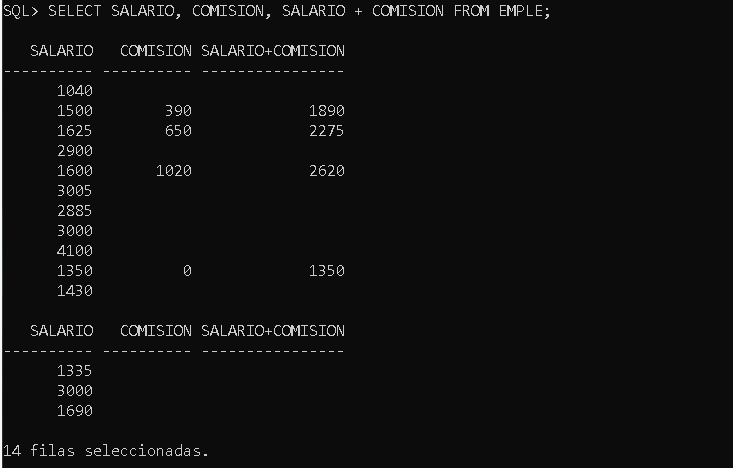 SQL> SELECT SALARIO, COMISION, SALARIO + COMISION FROM EMPLE;
   SALARIO   COMISION SALARIO+COMISION
---------- ---------- ----------------
      1040
      1500        390             1890
      1625        650             2275
      2900
      1600       1020             2620
      3005
      2885
      3000
      4100
      1350          0             1350
      1430
   SALARIO   COMISION SALARIO+COMISION
---------- ---------- ----------------
      1335
      3000
      1690
14 filas seleccionadas.